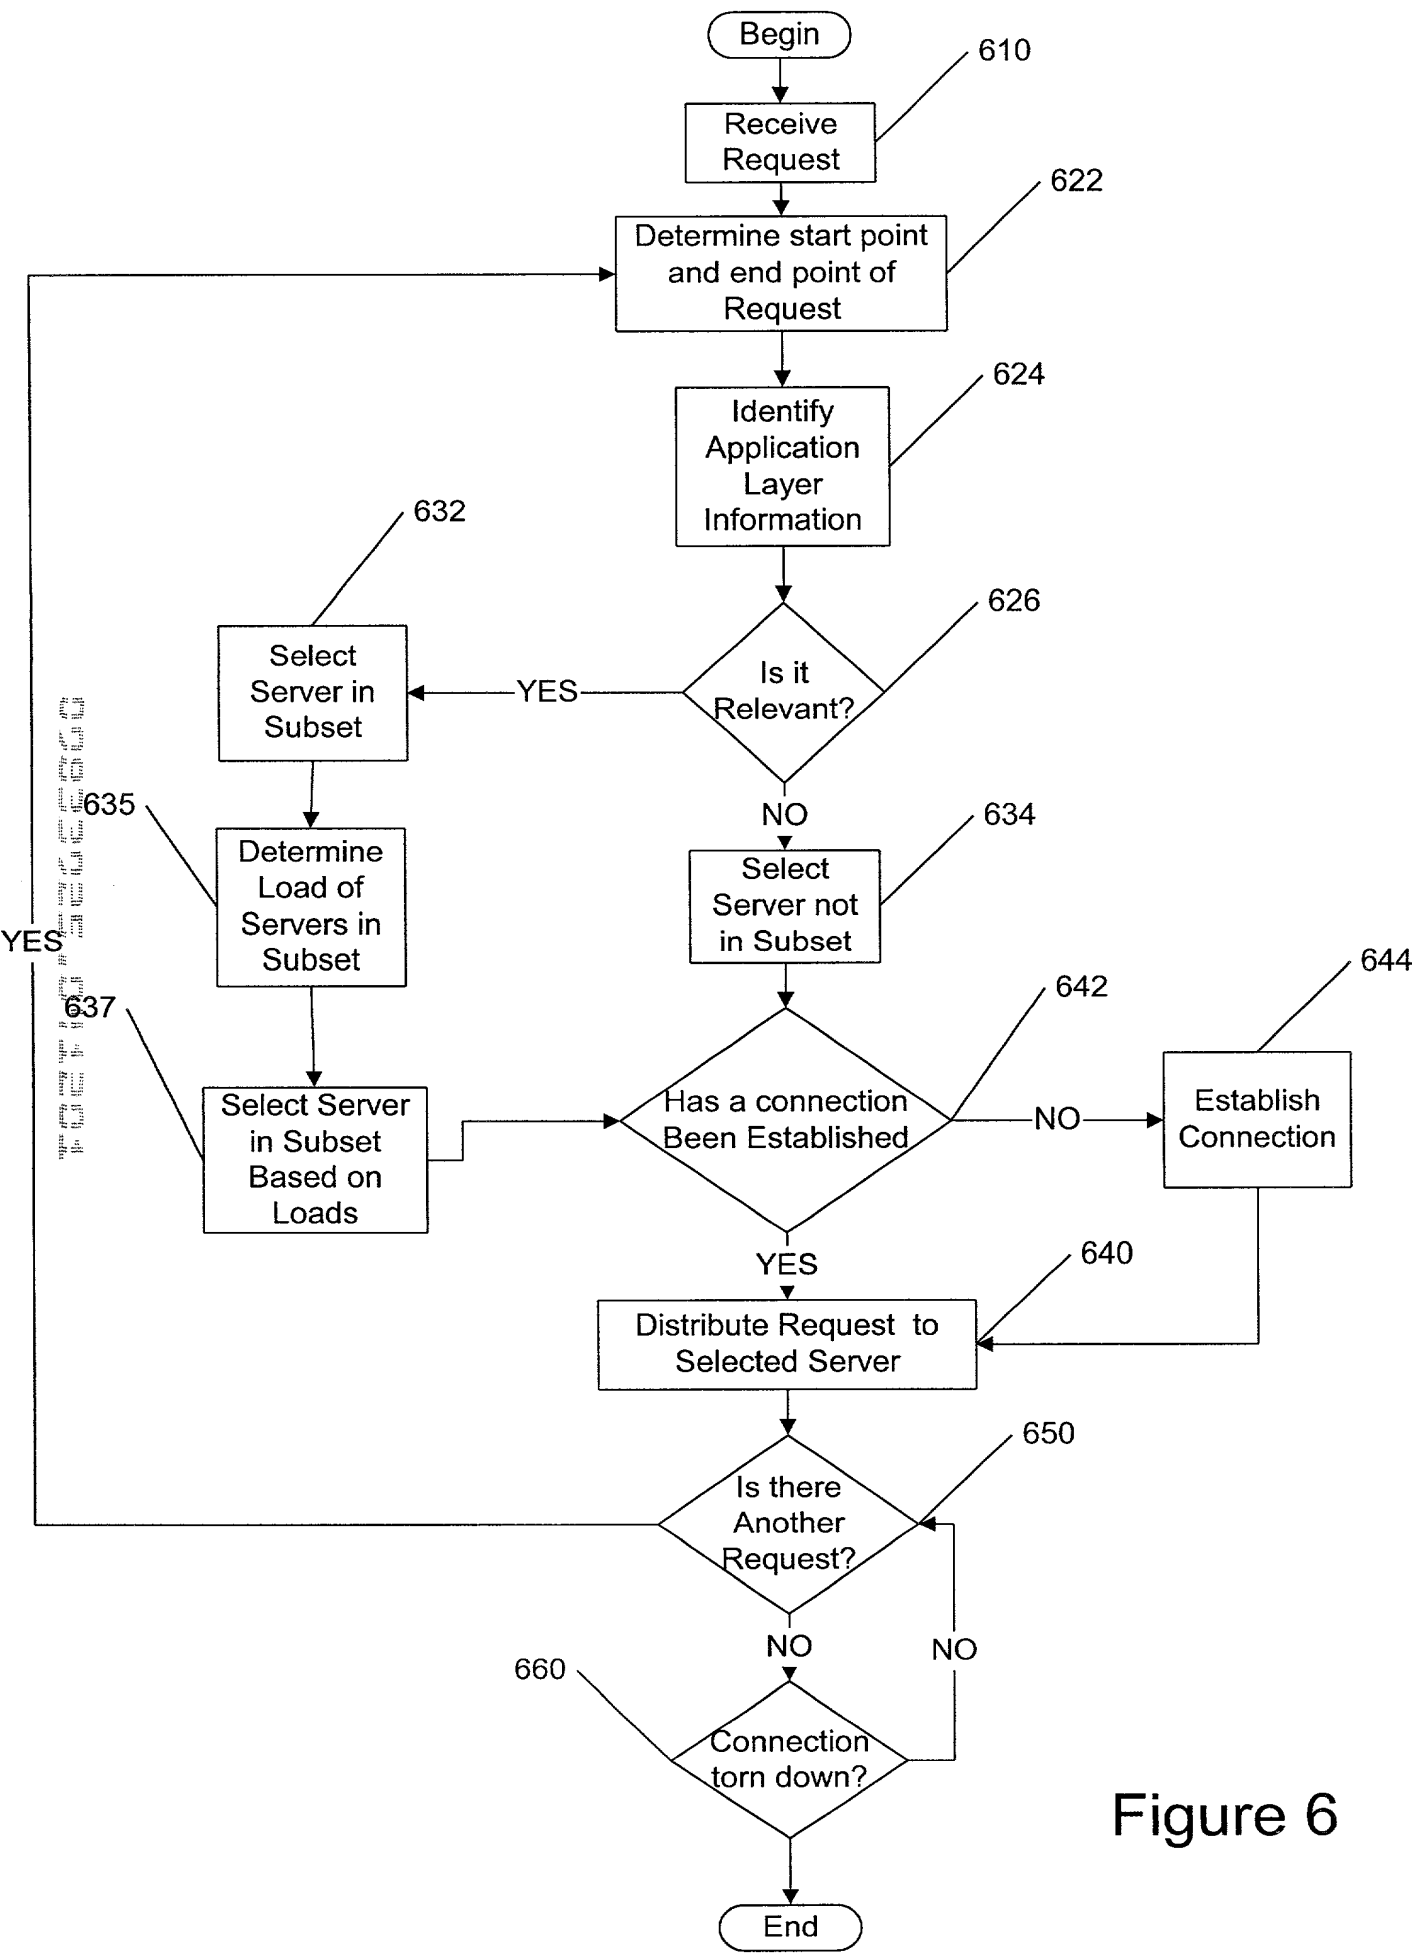 Begin
610
Receive
Request
622
Determine start point
and end point of
Request
624
Identify
Application
Layer
Information
632
626
Select
Server in
Subset
YES
Is it
Relevant?
NO
635
634
Determine
Load of
Servers in
Subset
Select
Server not
in Subset
YES
644
642
637
Select Server
in Subset
Based on
Loads
Has a connection
Been Established
NO
Establish
Connection
YES
640
Distribute Request to
Selected Server
650
Is there
Another
Request?
NO
NO
660
Connection
torn down?
Figure 6
End